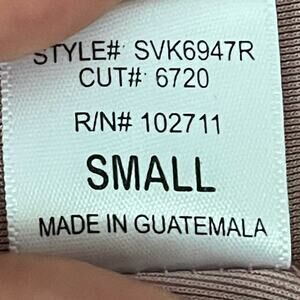 STYLE# SVK6947R
CUT# 6720
R/N# 102711
SMALL
MADE IN GUATEMALA